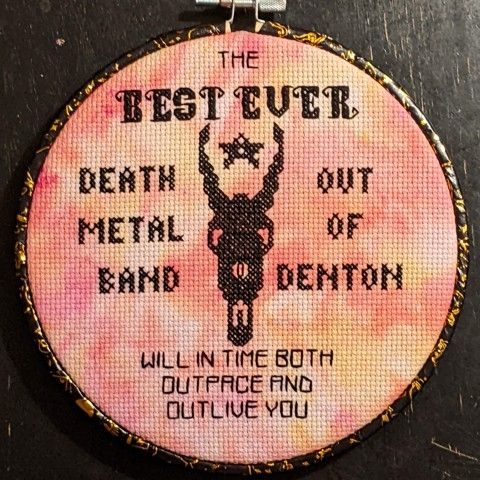 THE
BEST EVER
DEATH
METAL
BAND
OUT
OF
DENTON
WILL IN TIME BOTH
OUTPACE AND
OUTLIVE YOU